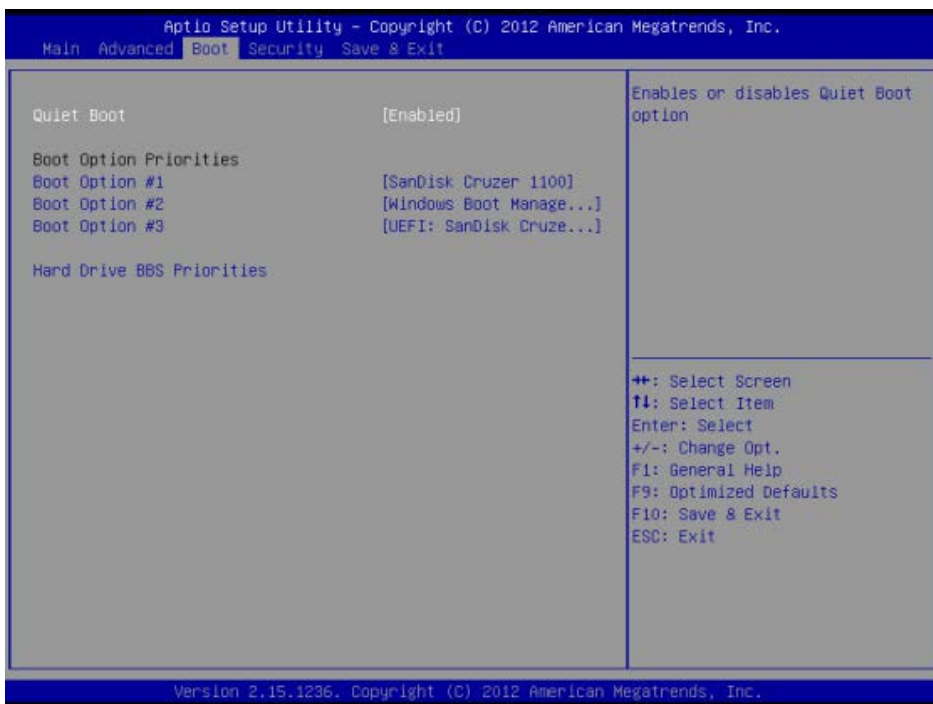 Aptio Setup Utility - Copyright (C) 2012 American Megatrends, Inc.
Main Advanced Boot Security Save & Exit
Quiet Boot [Enabled]
Boot Option Priorities
Boot Option #1 [SanDisk Cruzer 1100]
Boot Option #2 [Windows Boot Manage...]
Boot Option #3 [UEFI: SanDisk Cruze...]
Hard Drive BBS Priorities
Enables or disables Quiet Boot
option
→←: Select Screen
↑↓: Select Item
Enter: Select
+/-: Change Opt.
F1: General Help
F9: Optimized Defaults
F10: Save & Exit
ESC: Exit
Version 2.15.1236. Copyright (C) 2012 American Megatrends, Inc.